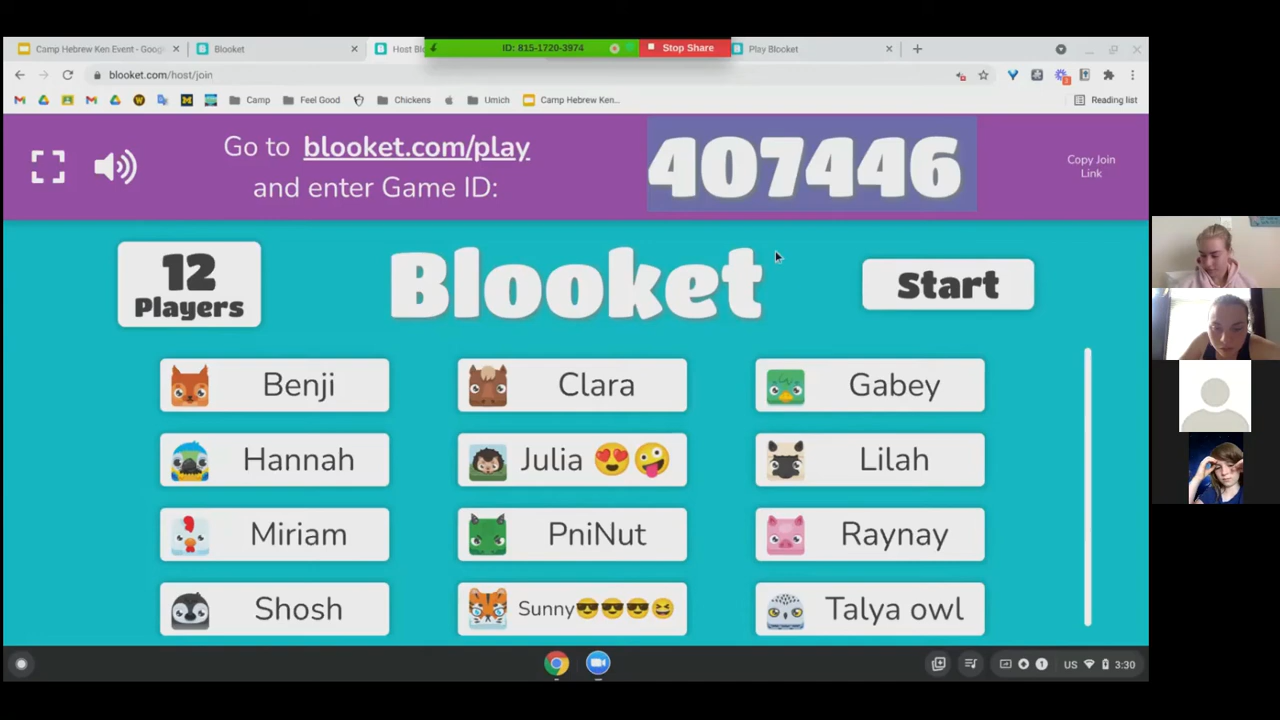 Camp Hebrew Ken Event - Goog
Blooket
Host Blo
ID: 815-1720-3974
Stop Share
Play Blooket
blooket.com/host/join
Camp
Feel Good
Chickens
Umich
Camp Hebrew Ken...
Reading list
Go to blooket.com/play
and enter Game ID:
407446
Copy Join
Link
12
Players
Blooket
Start
Benji
Clara
Gabey
Hannah
Julia 😍🤪
Lilah
Miriam
PniNut
Raynay
Shosh
Sunny😎😎😎😆
Talya owl
US
3:30